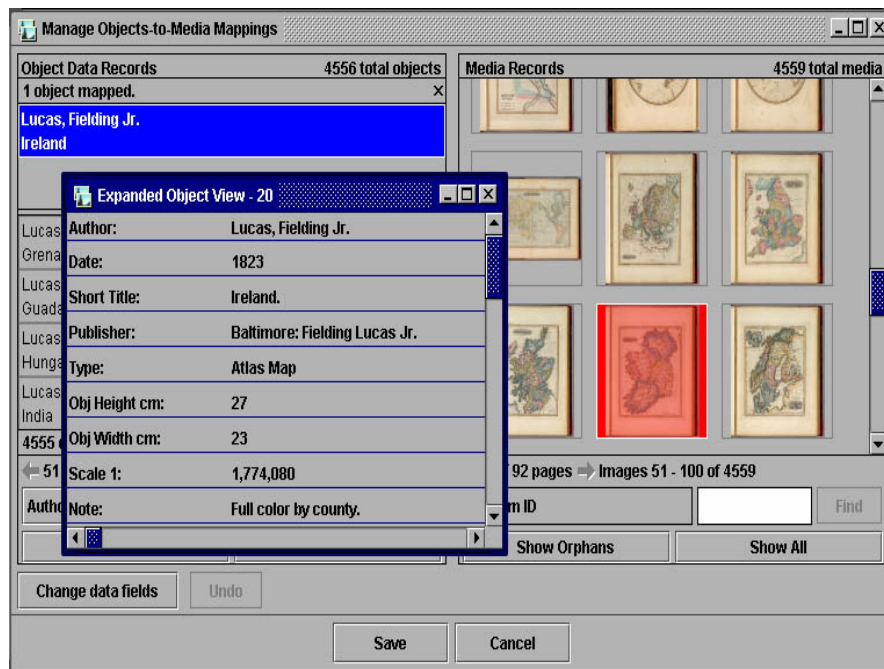 Manage Objects-to-Media Mappings
Object Data Records 4556 total objects
1 object mapped. X
Lucas, Fielding Jr.
Ireland
Expanded Object View - 20
Author: Lucas, Fielding Jr.
Date: 1823
Short Title: Ireland.
Publisher: Baltimore: Fielding Lucas Jr.
Type: Atlas Map
Obj Height cm: 27
Obj Width cm: 23
Scale 1: 1,774,080
Note: Full color by county.
Lucas
Grena
Lucas
Guada
Lucas
Hunga
Lucas
India
4555
51
Autho
Media Records 4559 total media
92 pages Images 51 - 100 of 4559
m ID Find
Show Orphans Show All
Change data fields Undo
Save Cancel